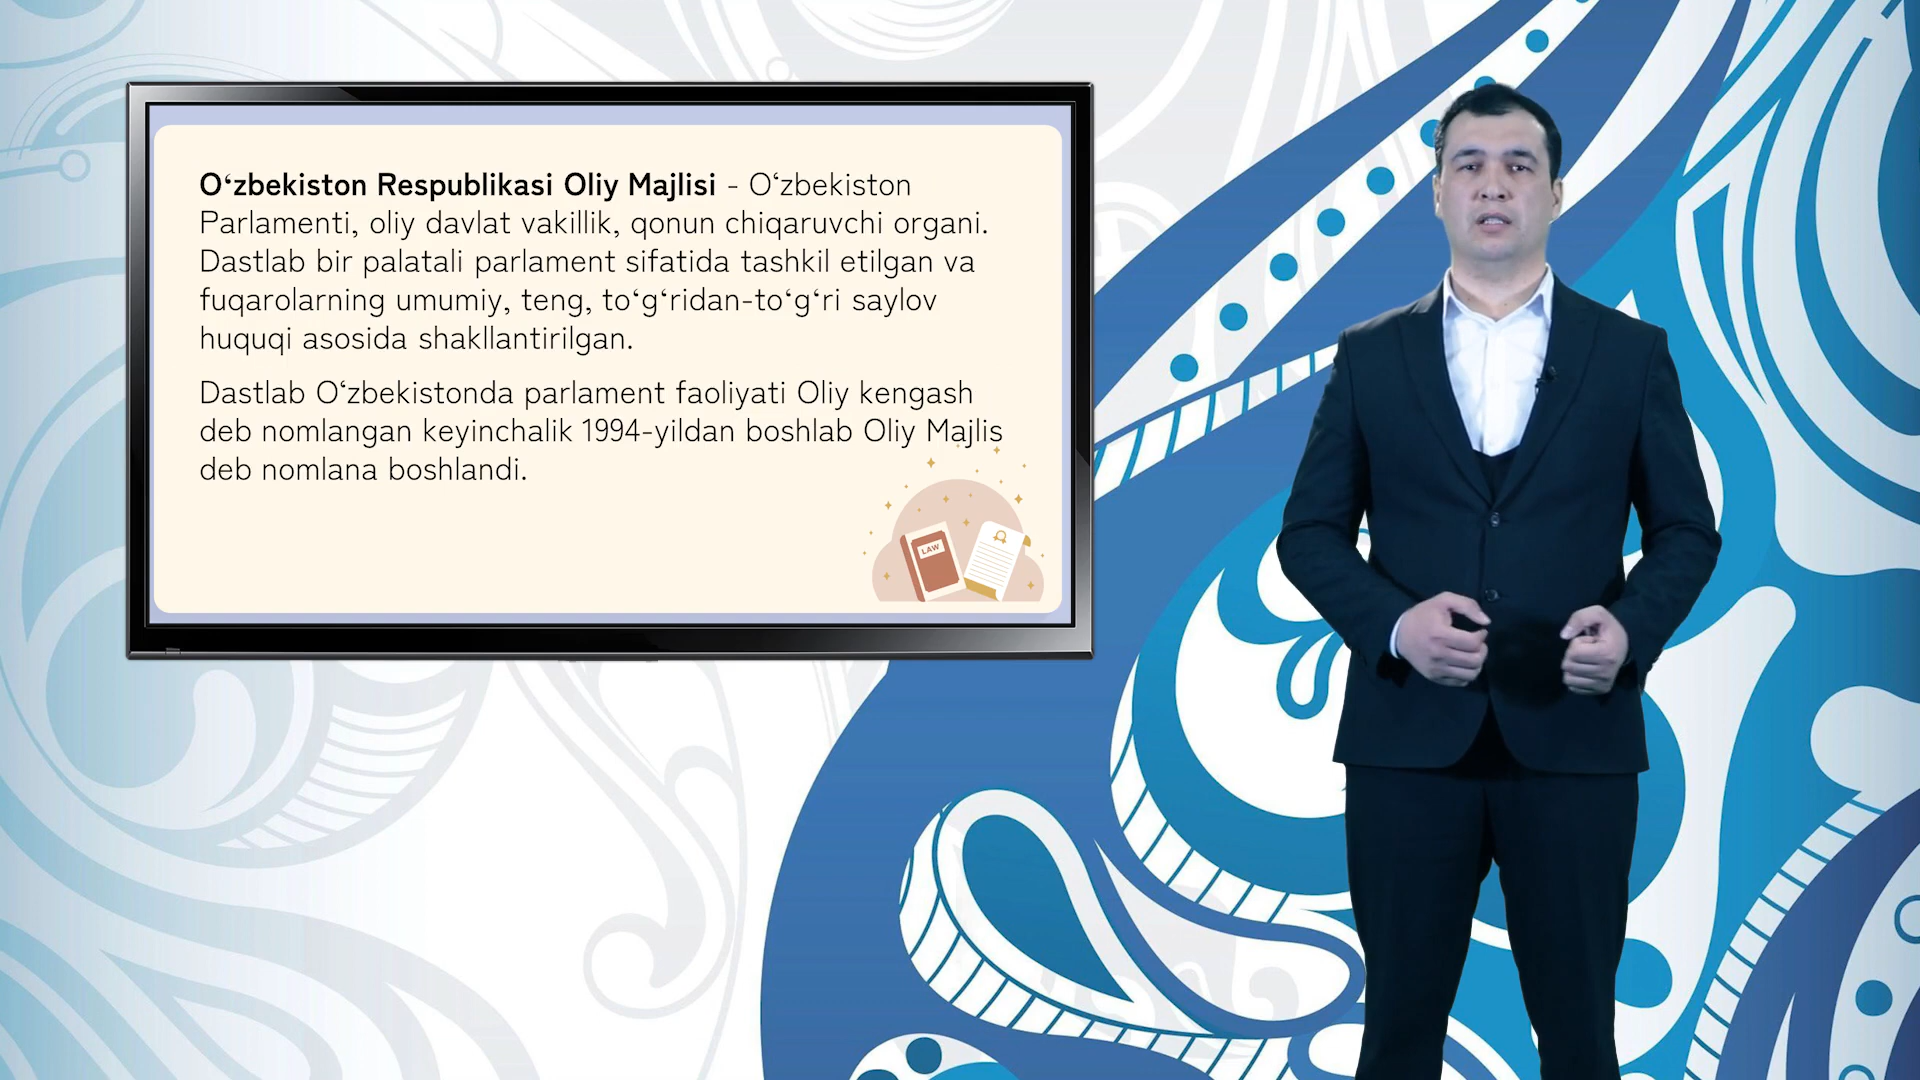 O‘zbekiston Respublikasi Oliy Majlisi - O‘zbekiston
Parlamenti, oliy davlat vakillik, qonun chiqaruvchi organi.
Dastlab bir palatali parlament sifatida tashkil etilgan va
fuqarolarning umumiy, teng, to‘g‘ridan-to‘g‘ri saylov
huquqi asosida shakllantirilgan.
Dastlab O‘zbekistonda parlament faoliyati Oliy kengash
deb nomlangan keyinchalik 1994-yildan boshlab Oliy Majlis
deb nomlana boshlandi.
LAW